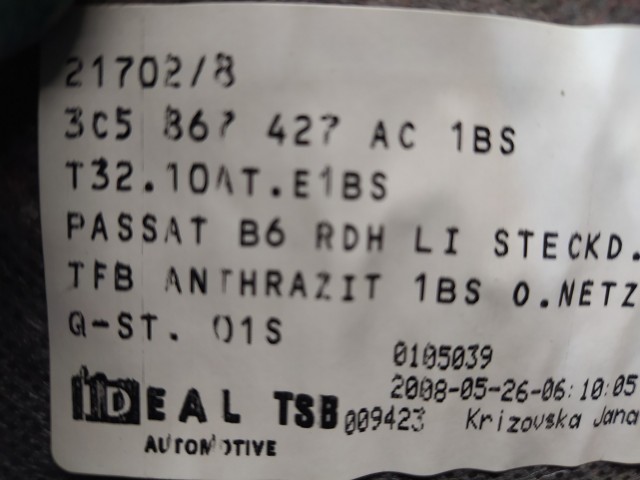 21702/8
3C5 867 427 AC 1BS
T32.10AT.E1BS
PASSAT B6 RDH LI STECKD.
TFB ANTHRAZIT 1BS O.NETZ
Q-ST. 01S
0105039
2008-05-26-06:10:05
IDEAL TSB 009423 Krizovska Jana
AUTOMOTIVE